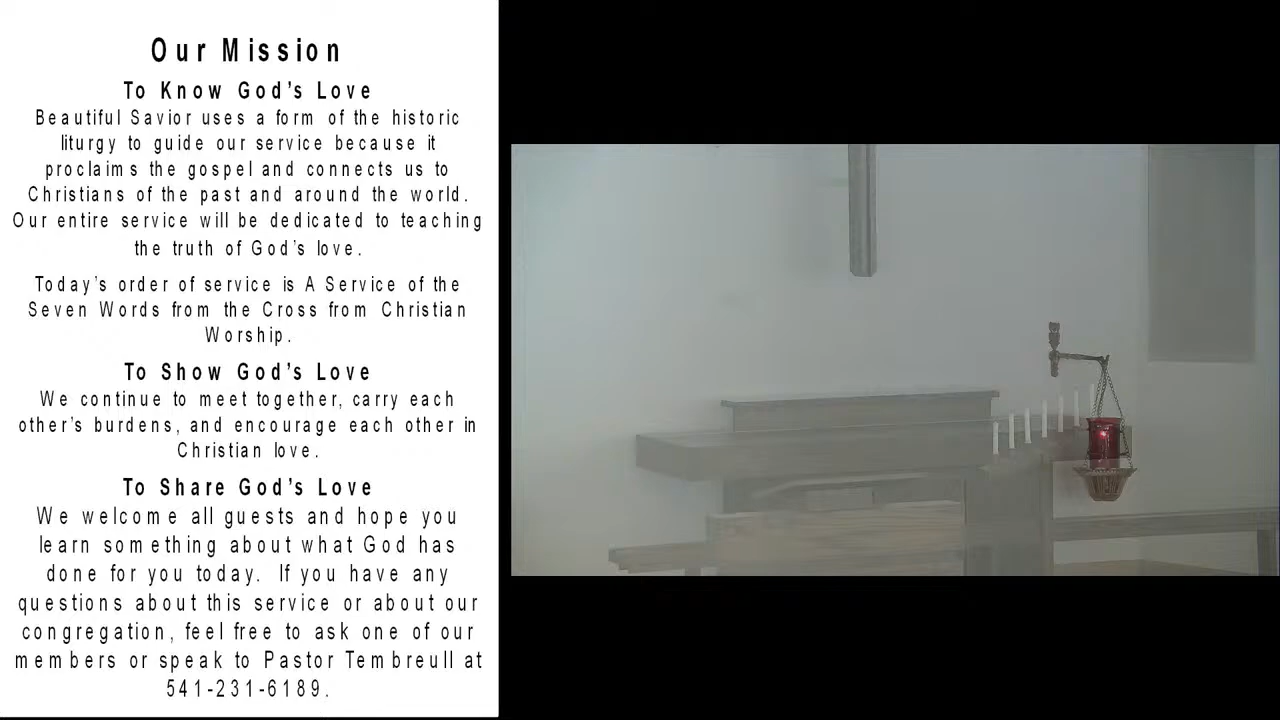 Our Mission
To Know God's Love
Beautiful Savior uses a form of the historic
liturgy to guide our service because it
proclaims the gospel and connects us to
Christians of the past and around the world.
Our entire service will be dedicated to teaching
the truth of God's love.
Today's order of service is A Service of the
Seven Words from the Cross from Christian
Worship.
To Show God's Love
We continue to meet together, carry each
other's burdens, and encourage each other in
Christian love.
To Share God's Love
We welcome all guests and hope you
learn something about what God has
done for you today.  If you have any
questions about this service or about our
congregation, feel free to ask one of our
members or speak to Pastor Tembreull at
541-231-6189.